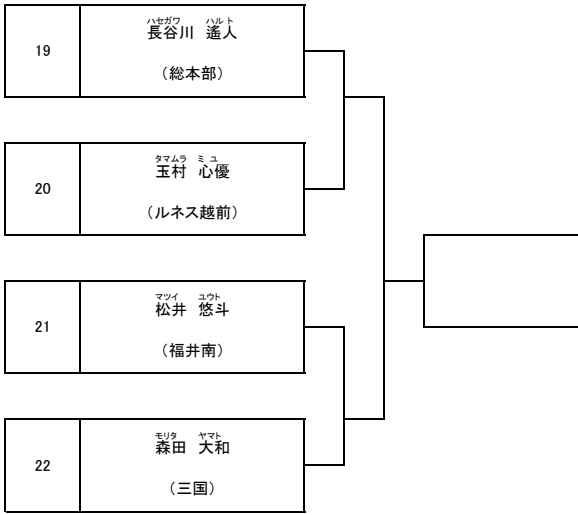 ハセガワ ハルト
19 長谷川 遙人
（総本部）
タマムラ ミユ
20 玉村 心優
（ルネス越前）
マツイ ユウト
21 松井 悠斗
（福井南）
モリタ ヤマト
22 森田 大和
（三国）